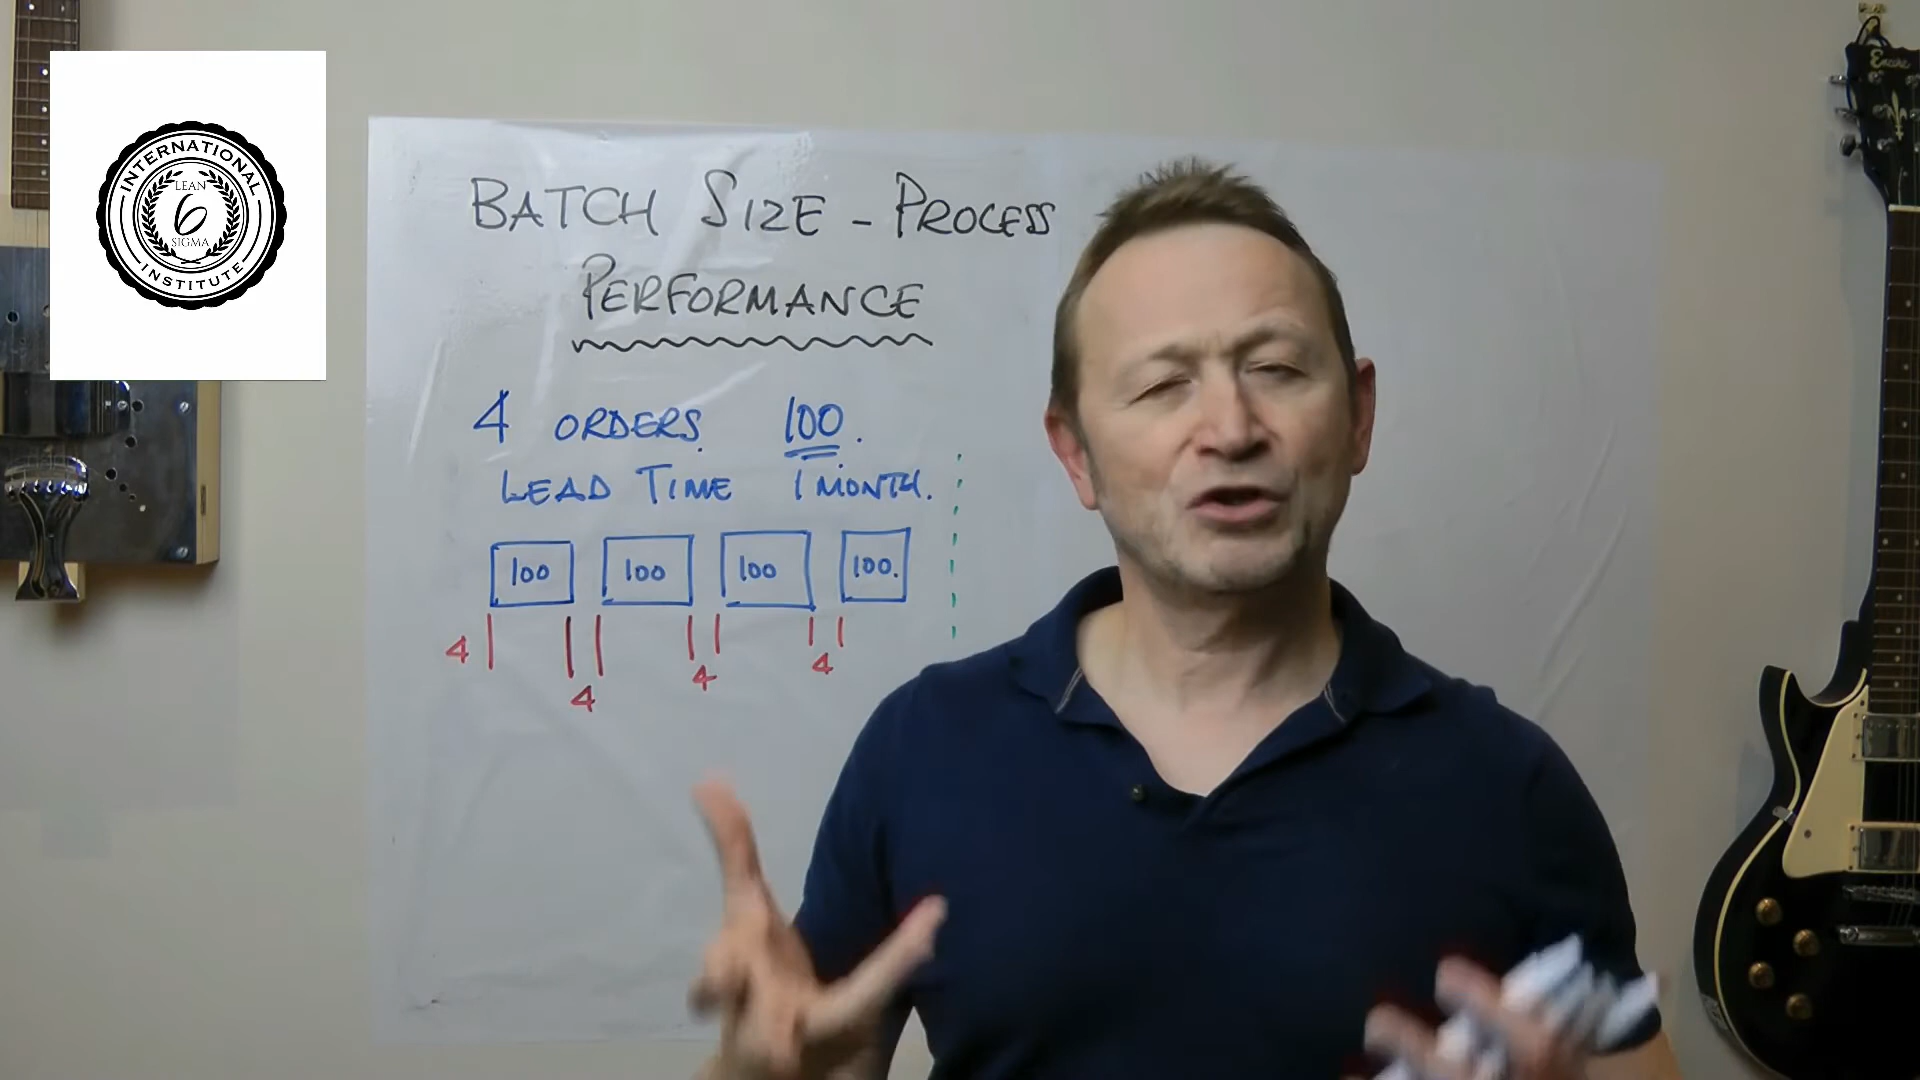 INTERNATIONAL
LEAN
6
SIGMA
INSTITUTE
BATCH SIZE - PROCESS
PERFORMANCE
4 ORDERS. 100.
LEAD TIME 1 MONTH.
100 100 100 100.
4 4 4 4